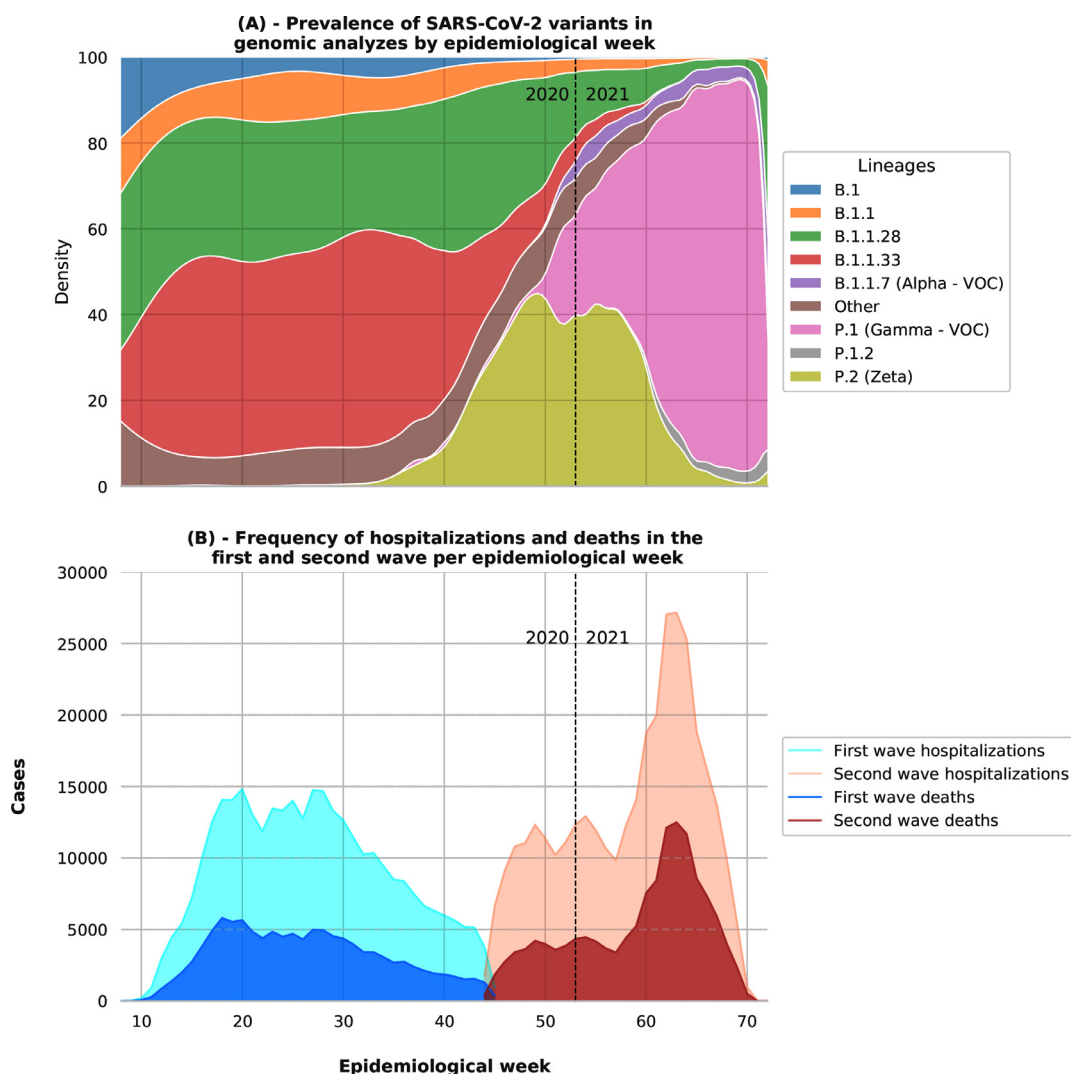 (A) - Prevalence of SARS-CoV-2 variants in
genomic analyzes by epidemiological week
100
80
60
40
20
0
Density
2020
2021
Lineages
B.1
B.1.1
B.1.1.28
B.1.1.33
B.1.1.7 (Alpha - VOC)
Other
P.1 (Gamma - VOC)
P.1.2
P.2 (Zeta)
(B) - Frequency of hospitalizations and deaths in the
first and second wave per epidemiological week
30000
25000
20000
15000
10000
5000
0
Cases
2020
2021
First wave hospitalizations
Second wave hospitalizations
First wave deaths
Second wave deaths
10
20
30
40
50
60
70
Epidemiological week